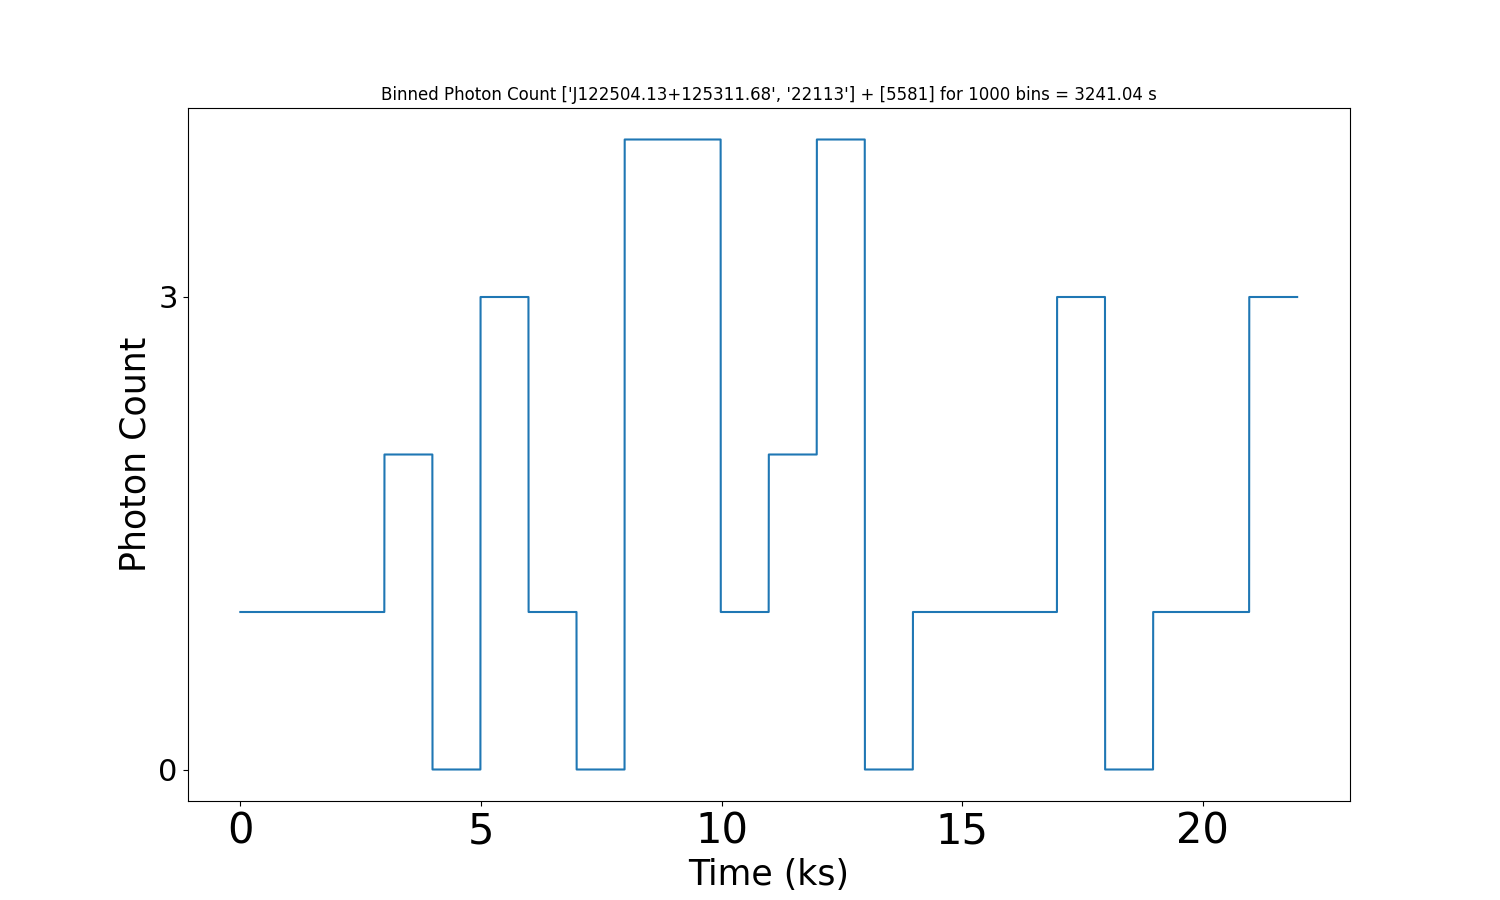 Binned Photon Count ['J122504.13+125311.68', '22113'] + [5581] for 1000 bins = 3241.04 s
3
Photon Count
0
0 5 10 15 20
Time (ks)